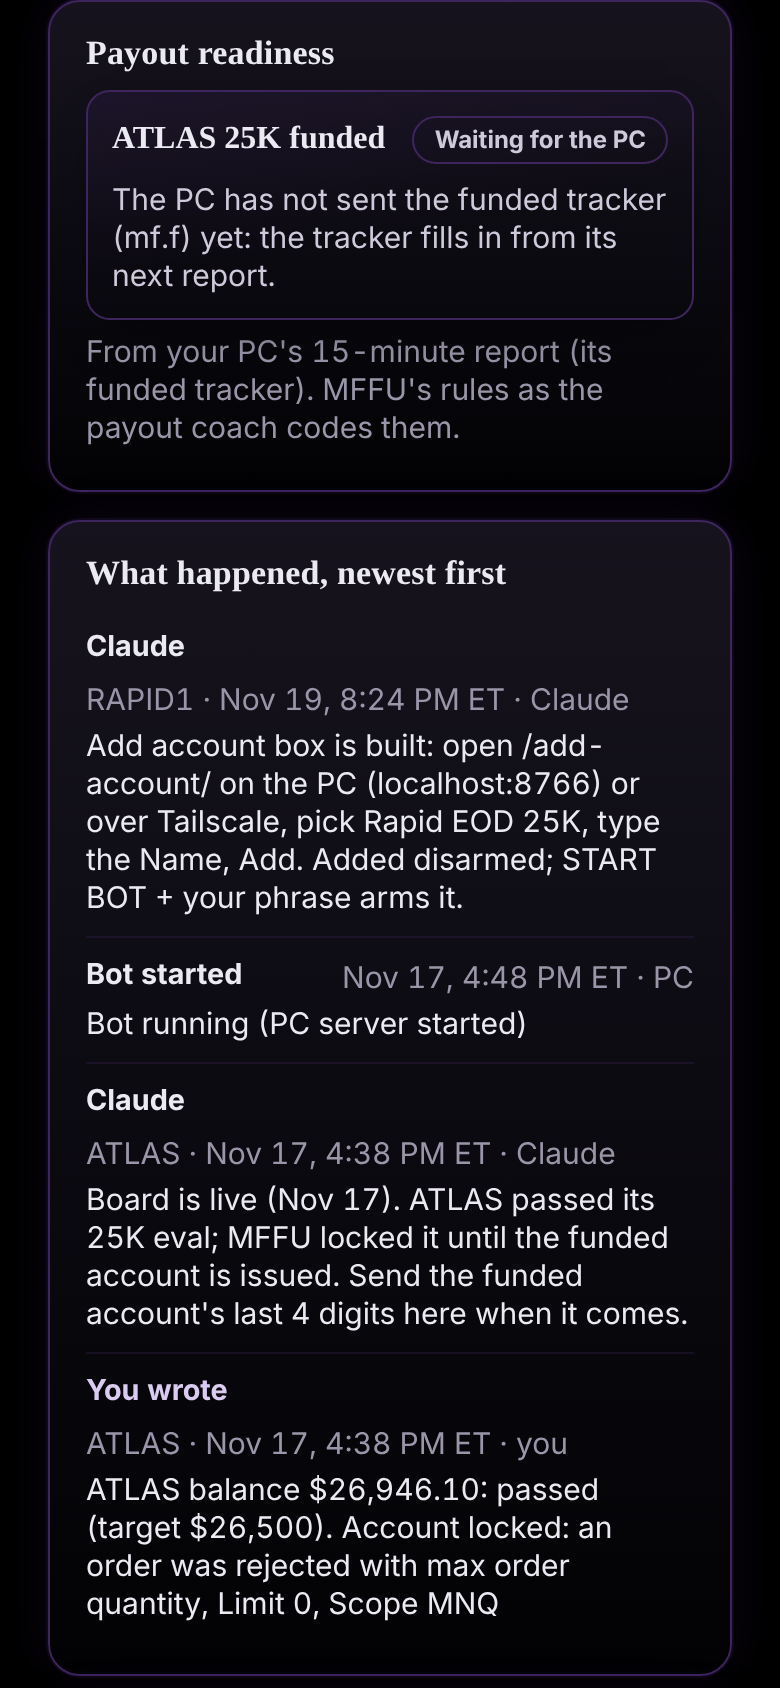 Payout readiness
ATLAS 25K funded
Waiting for the PC
The PC has not sent the funded tracker
(mf.f) yet: the tracker fills in from its
next report.
From your PC's 15-minute report (its
funded tracker). MFFU's rules as the
payout coach codes them.
What happened, newest first
Claude
RAPID1 · Nov 19, 8:24 PM ET · Claude
Add account box is built: open /add-
account/ on the PC (localhost:8766) or
over Tailscale, pick Rapid EOD 25K, type
the Name, Add. Added disarmed; START
BOT + your phrase arms it.
Bot started
Nov 17, 4:48 PM ET · PC
Bot running (PC server started)
Claude
ATLAS · Nov 17, 4:38 PM ET · Claude
Board is live (Nov 17). ATLAS passed its
25K eval; MFFU locked it until the funded
account is issued. Send the funded
account's last 4 digits here when it comes.
You wrote
ATLAS · Nov 17, 4:38 PM ET · you
ATLAS balance $26,946.10: passed
(target $26,500). Account locked: an
order was rejected with max order
quantity, Limit 0, Scope MNQ